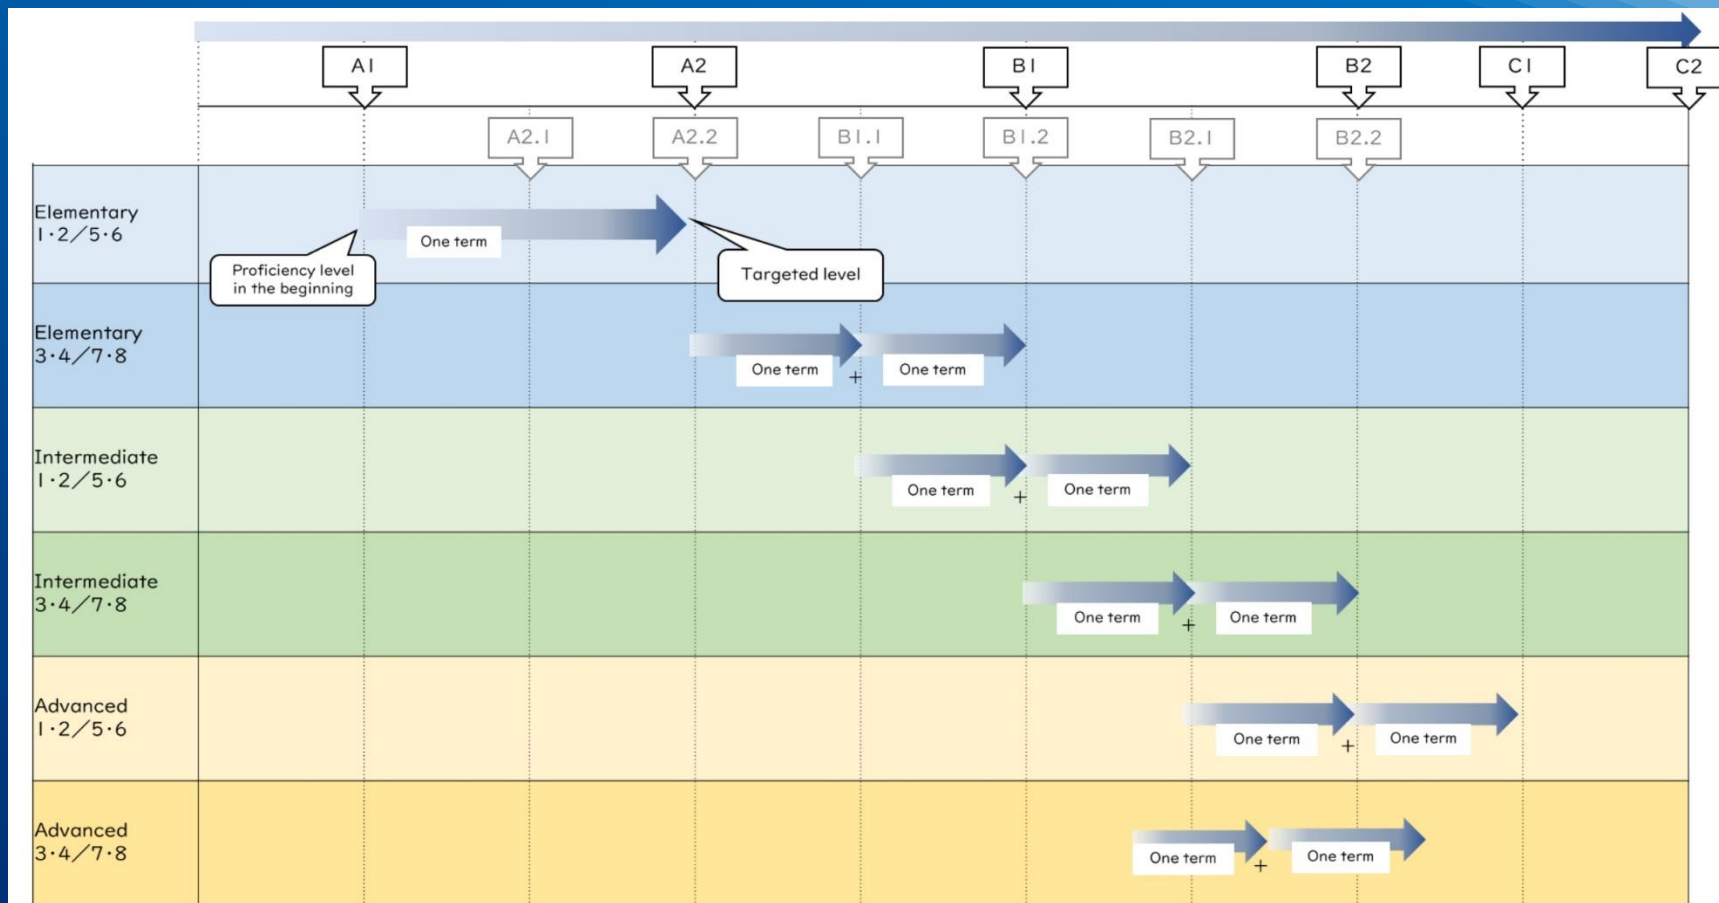 A1
A2
B1
B2
C1
C2
A2.1
A2.2
B1.1
B1.2
B2.1
B2.2
Elementary
1・2／5・6
One term
Proficiency level
in the beginning
Targeted level
Elementary
3・4／7・8
One term
+
One term
Intermediate
1・2／5・6
One term
+
One term
Intermediate
3・4／7・8
One term
+
One term
Advanced
1・2／5・6
One term
+
One term
Advanced
3・4／7・8
One term
+
One term